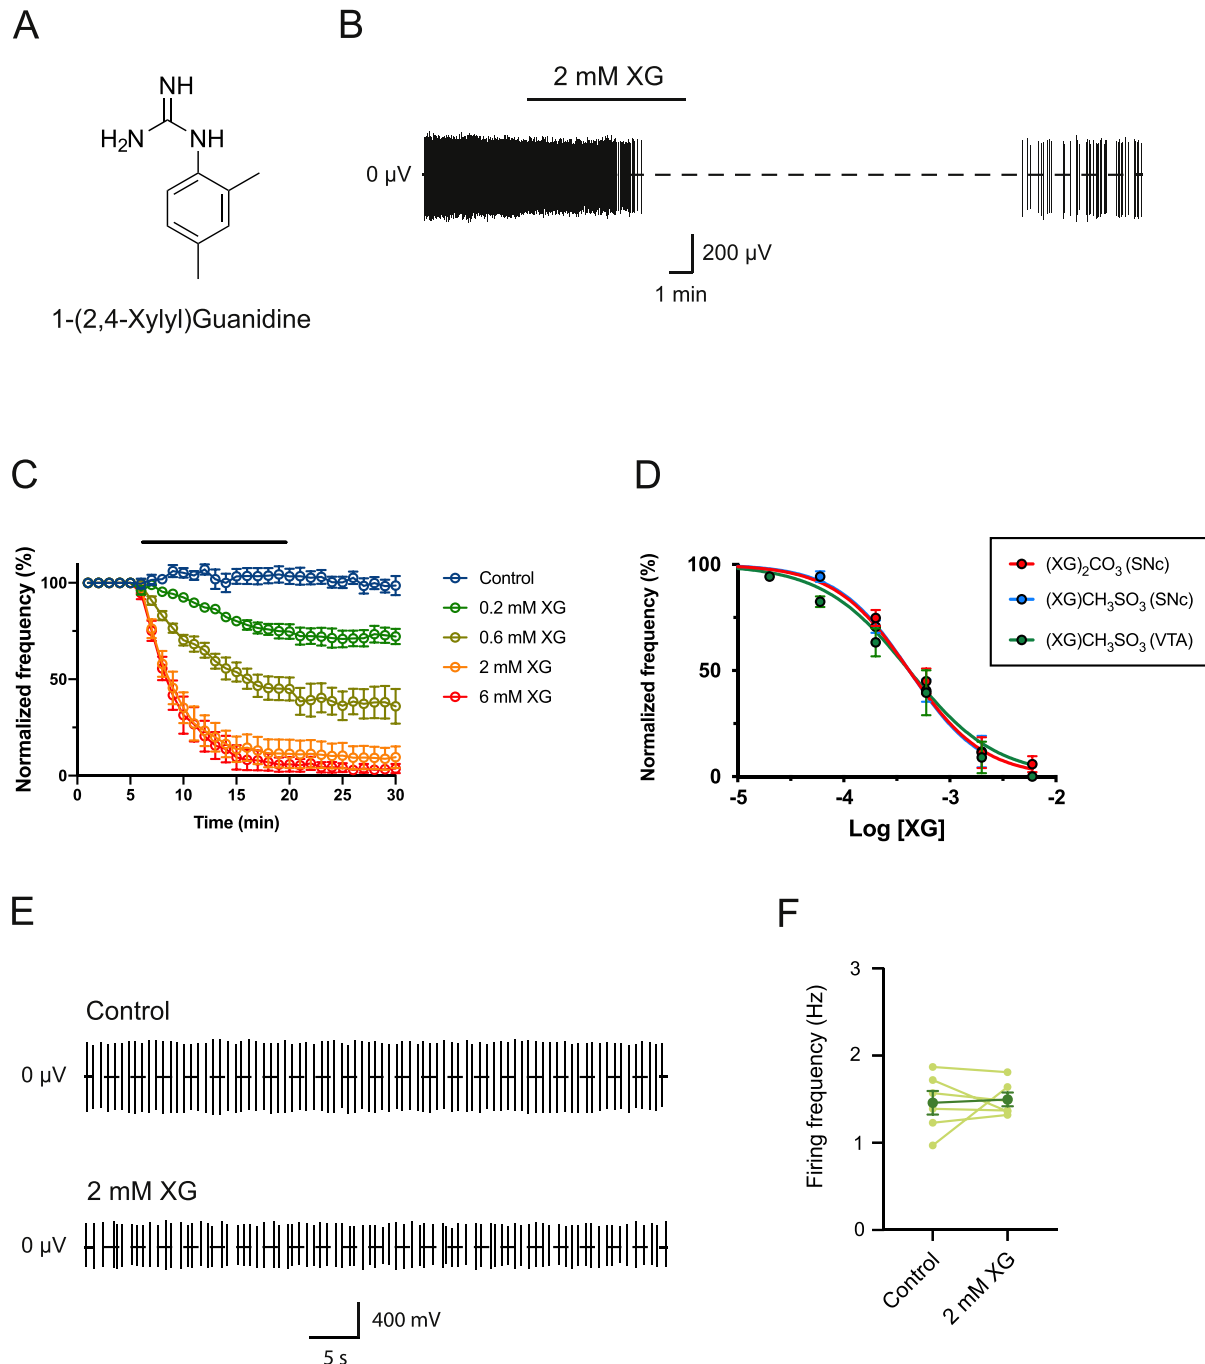 A
NH
H2N
NH
1-(2,4-Xylyl)Guanidine
B
2 mM XG
0 µV
200 µV
1 min
C
Normalized frequency (%)
100
50
0
0 5 10 15 20 25 30
Time (min)
Control
0.2 mM XG
0.6 mM XG
2 mM XG
6 mM XG
D
Normalized frequency (%)
100
50
0
-5 -4 -3 -2
Log [XG]
(XG)2CO3 (SNc)
(XG)CH3SO3 (SNc)
(XG)CH3SO3 (VTA)
E
Control
0 µV
2 mM XG
0 µV
400 mV
5 s
F
Firing frequency (Hz)
3
2
1
0
Control
2 mM XG